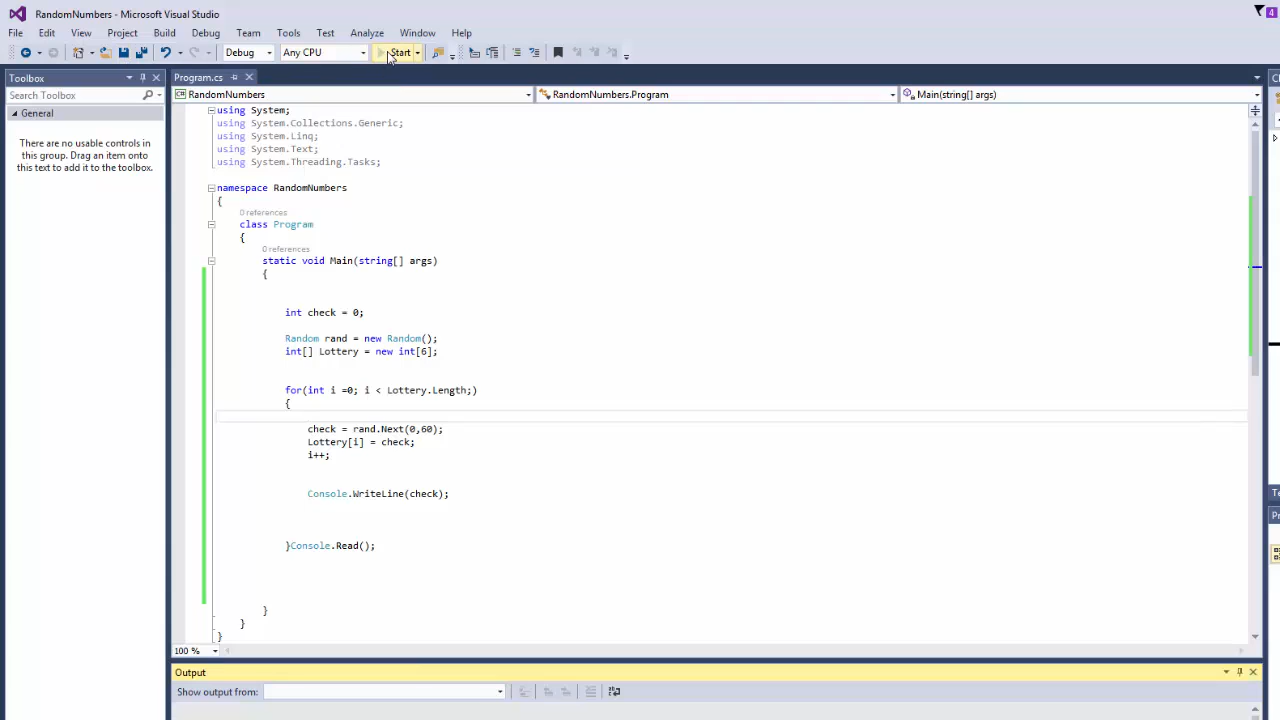 RandomNumbers - Microsoft Visual Studio
4
File Edit View Project Build Debug Team Tools Test Analyze Window Help
Debug Any CPU Start
Toolbox Program.cs
Search Toolbox RandomNumbers RandomNumbers.Program Main(string[] args)
General
There are no usable controls in
this group. Drag an item onto
this text to add it to the toolbox.
using System;
using System.Collections.Generic;
using System.Linq;
using System.Text;
using System.Threading.Tasks;
namespace RandomNumbers
{
0 references
class Program
{
0 references
static void Main(string[] args)
{
int check = 0;
Random rand = new Random();
int[] Lottery = new int[6];
for(int i =0; i < Lottery.Length;)
{
check = rand.Next(0,60);
Lottery[i] = check;
i++;
Console.WriteLine(check);
}Console.Read();
}
}
}
100 %
Output
Show output from: